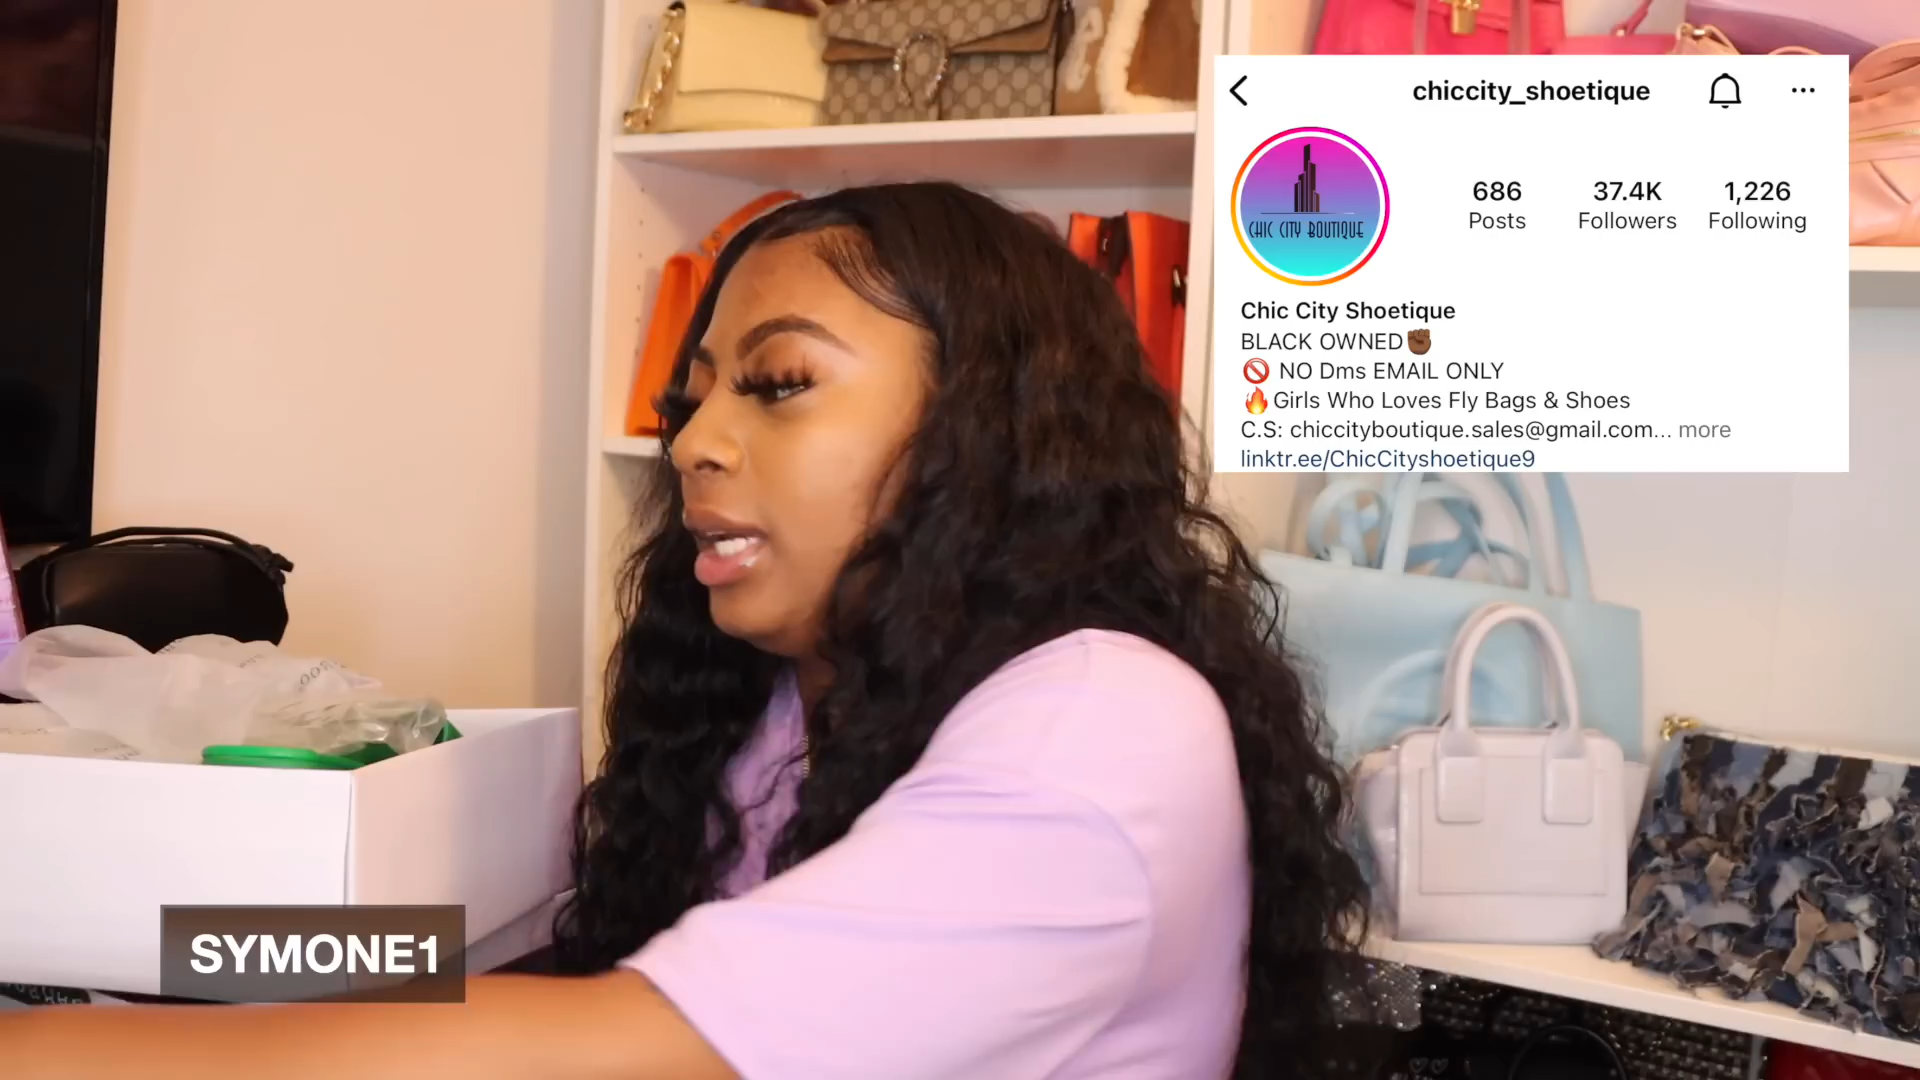 chiccity_shoetique
686
Posts
37.4K
Followers
1,226
Following
CHIC CITY BOUTIQUE
Chic City Shoetique
BLACK OWNED✊🏾
🚫 NO Dms EMAIL ONLY
🔥Girls Who Loves Fly Bags & Shoes
C.S: chiccityboutique.sales@gmail.com... more
linktr.ee/ChicCityshoetique9
SYMONE1